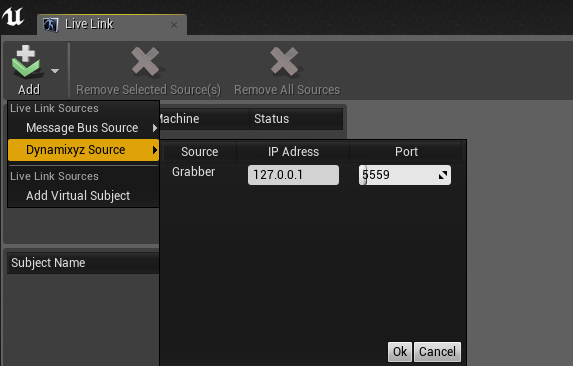 Live Link
Add
Remove Selected Source(s)
Remove All Sources
Live Link Sources
Message Bus Source
Machine
Status
Dynamixyz Source
Live Link Sources
Add Virtual Subject
Source
IP Adress
Port
Grabber
127.0.0.1
5559
Subject Name
Ok
Cancel